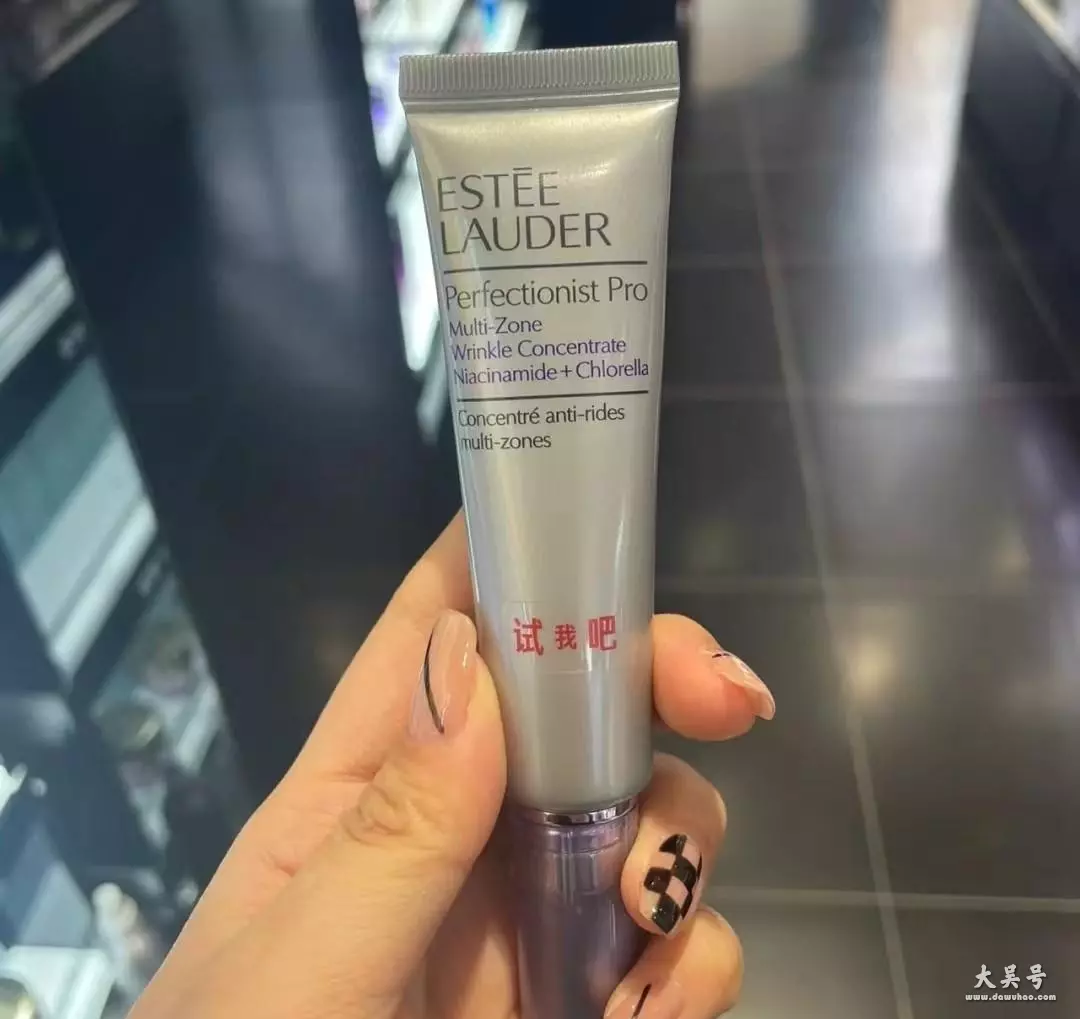 ESTĒE
LAUDER
Perfectionist Pro
Multi-Zone
Wrinkle Concentrate
Niacinamide + Chlorella
Concentré anti-rides
multi-zones
试我吧
大吴号
www.dawuhao.com